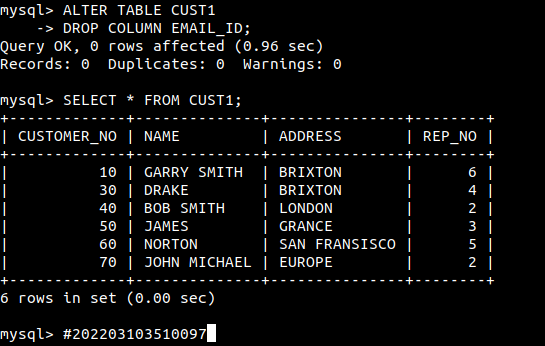 mysql> ALTER TABLE CUST1
    -> DROP COLUMN EMAIL_ID;
Query OK, 0 rows affected (0.96 sec)
Records: 0  Duplicates: 0  Warnings: 0

mysql> SELECT * FROM CUST1;
+-------------+--------------+---------------+--------+
| CUSTOMER_NO | NAME         | ADDRESS       | REP_NO |
+-------------+--------------+---------------+--------+
|          10 | GARRY SMITH  | BRIXTON       |      6 |
|          30 | DRAKE        | BRIXTON       |      4 |
|          40 | BOB SMITH    | LONDON        |      2 |
|          50 | JAMES        | GRANCE        |      3 |
|          60 | NORTON       | SAN FRANSISCO |      5 |
|          70 | JOHN MICHAEL | EUROPE        |      2 |
+-------------+--------------+---------------+--------+
6 rows in set (0.00 sec)

mysql> #202203103510097